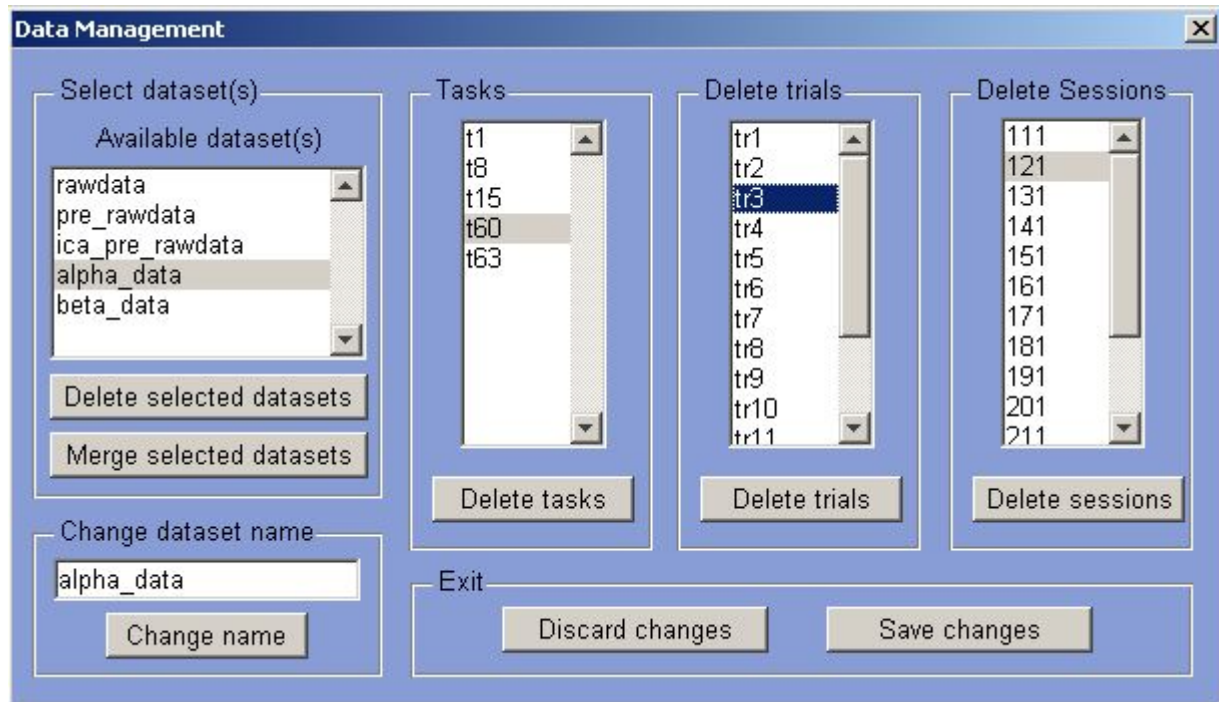 Data Management
Select dataset(s)
Available dataset(s)
rawdata
pre_rawdata
ica_pre_rawdata
alpha_data
beta_data
Delete selected datasets
Merge selected datasets
Change dataset name
alpha_data
Change name
Tasks
t1
t8
t15
t60
t63
Delete tasks
Delete trials
tr1
tr2
tr3
tr4
tr5
tr6
tr7
tr8
tr9
tr10
tr11
Delete trials
Delete Sessions
111
121
131
141
151
161
171
181
191
201
211
Delete sessions
Exit
Discard changes
Save changes